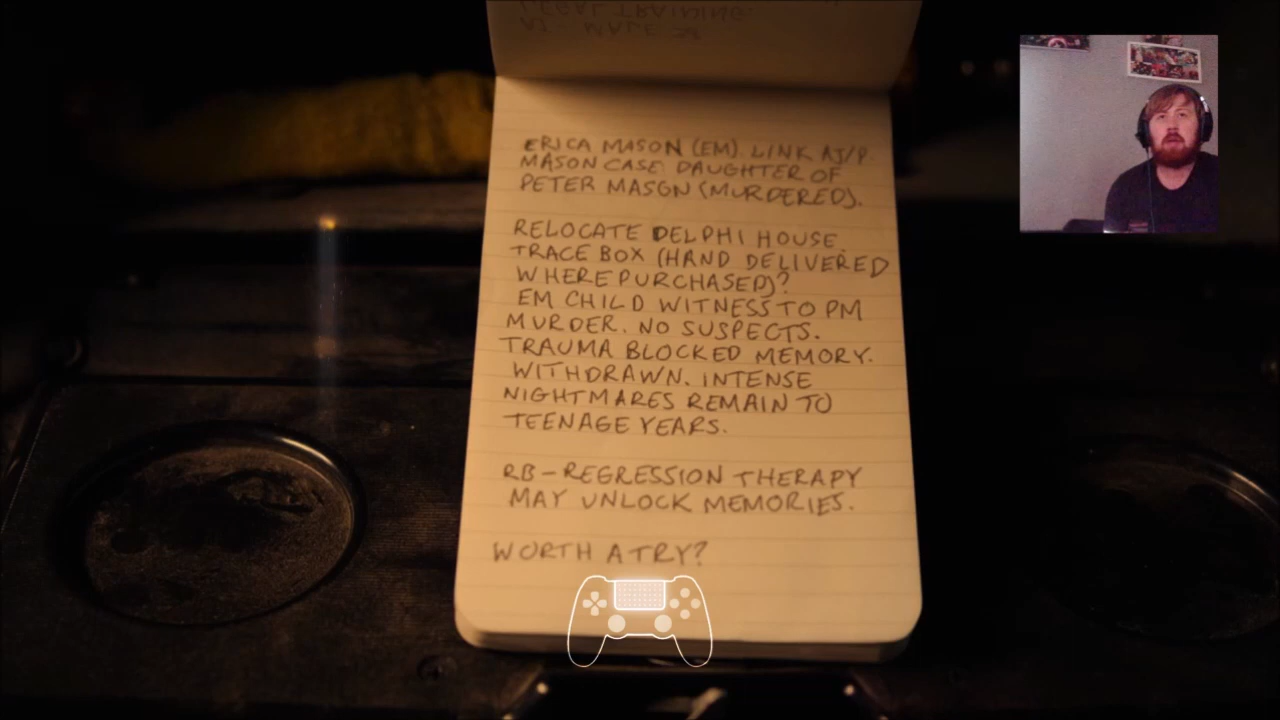 ERICA MASON (EM). LINK AJ/P.
MASON CASE. DAUGHTER OF
PETER MASON (MURDERED).
RELOCATE DELPHI HOUSE.
TRACE BOX (HAND DELIVERED
WHERE PURCHASED)?
EM CHILD WITNESS TO PM
MURDER. NO SUSPECTS.
TRAUMA BLOCKED MEMORY.
WITHDRAWN. INTENSE
NIGHTMARES REMAIN TO
TEENAGE YEARS.
RB - REGRESSION THERAPY
MAY UNLOCK MEMORIES.
WORTH A TRY?